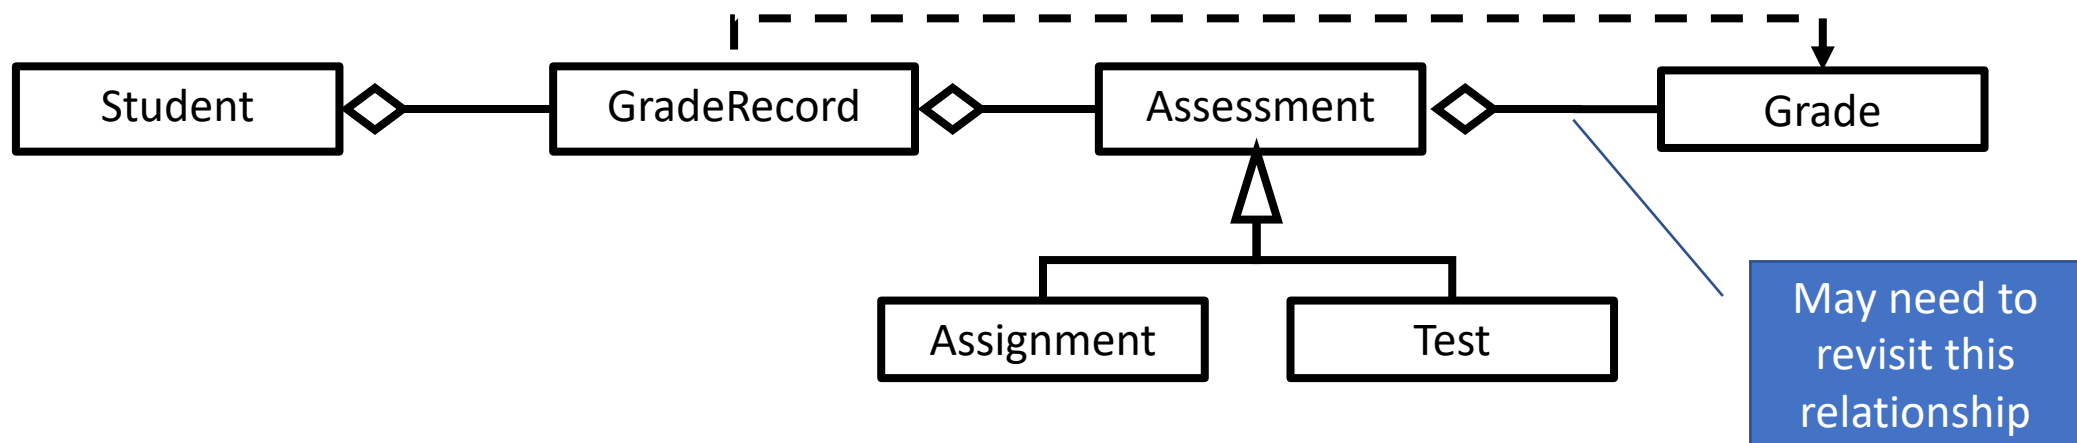 Student
GradeRecord
Assessment
Grade
Assignment
Test
May need to
revisit this
relationship